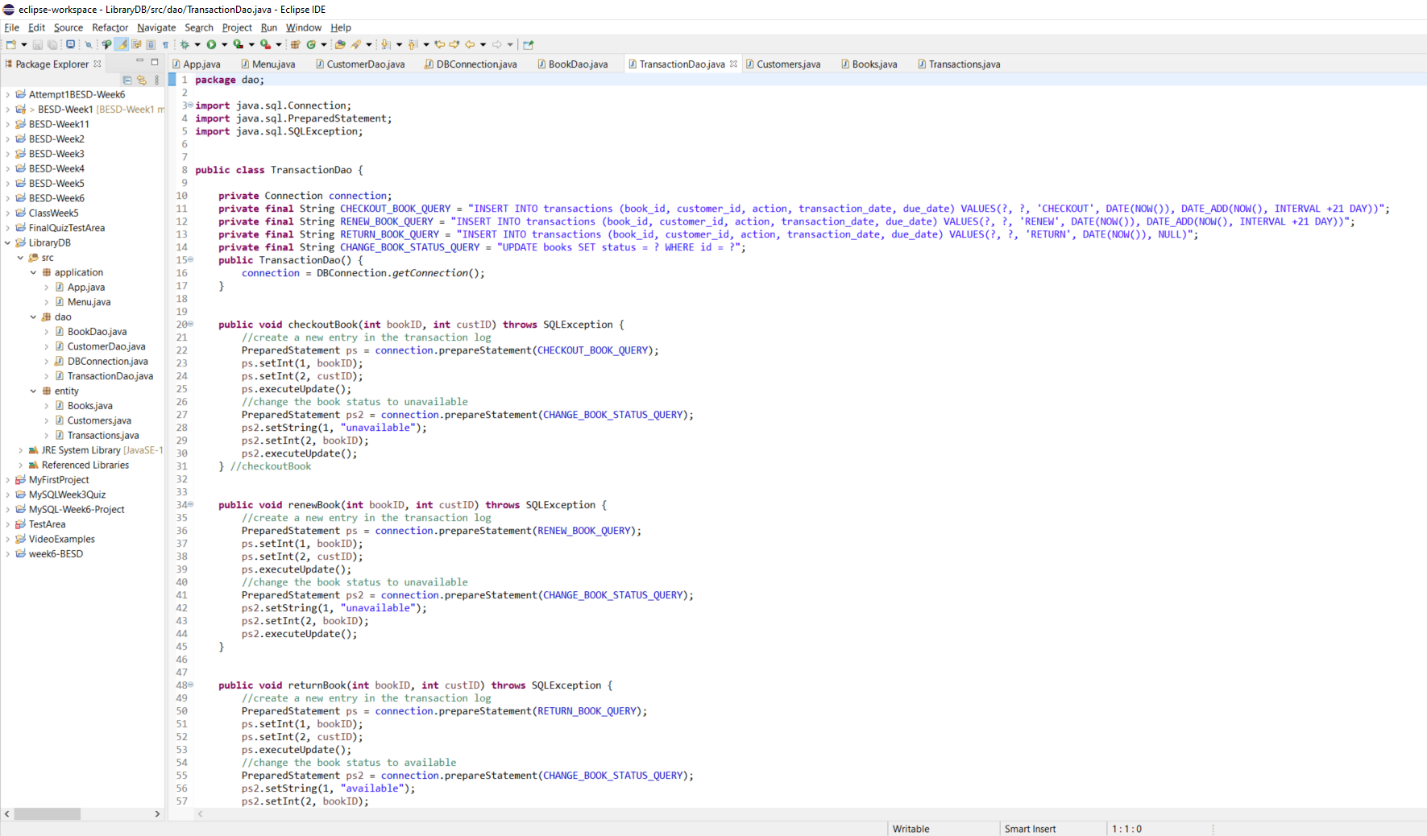 eclipse-workspace - LibraryDB/src/dao/TransactionDao.java - Eclipse IDE
File Edit Source Refactor Navigate Search Project Run Window Help
Package Explorer
App.java Menu.java CustomerDao.java DBConnection.java BookDao.java TransactionDao.java Customers.java Books.java Transactions.java
Attempt1BESD-Week6
> BESD-Week1 [BESD-Week1 m
BESD-Week11
BESD-Week2
BESD-Week3
BESD-Week4
BESD-Week5
BESD-Week6
ClassWeek5
FinalQuizTestArea
LibraryDB
src
application
App.java
Menu.java
dao
BookDao.java
CustomerDao.java
DBConnection.java
TransactionDao.java
entity
Books.java
Customers.java
Transactions.java
JRE System Library [JavaSE-1
Referenced Libraries
MyFirstProject
MySQLWeek3Quiz
MySQL-Week6-Project
TestArea
VideoExamples
week6-BESD
1 package dao;
2
3 import java.sql.Connection;
4 import java.sql.PreparedStatement;
5 import java.sql.SQLException;
6
7
8 public class TransactionDao {
9
10 private Connection connection;
11 private final String CHECKOUT_BOOK_QUERY = "INSERT INTO transactions (book_id, customer_id, action, transaction_date, due_date) VALUES(?, ?, 'CHECKOUT', DATE(NOW()), DATE_ADD(NOW(), INTERVAL +21 DAY))";
12 private final String RENEW_BOOK_QUERY = "INSERT INTO transactions (book_id, customer_id, action, transaction_date, due_date) VALUES(?, ?, 'RENEW', DATE(NOW()), DATE_ADD(NOW(), INTERVAL +21 DAY))";
13 private final String RETURN_BOOK_QUERY = "INSERT INTO transactions (book_id, customer_id, action, transaction_date, due_date) VALUES(?, ?, 'RETURN', DATE(NOW()), NULL)";
14 private final String CHANGE_BOOK_STATUS_QUERY = "UPDATE books SET status = ? WHERE id = ?";
15 public TransactionDao() {
16 connection = DBConnection.getConnection();
17 }
18
19
20 public void checkoutBook(int bookID, int custID) throws SQLException {
21 //create a new entry in the transaction log
22 PreparedStatement ps = connection.prepareStatement(CHECKOUT_BOOK_QUERY);
23 ps.setInt(1, bookID);
24 ps.setInt(2, custID);
25 ps.executeUpdate();
26 //change the book status to unavailable
27 PreparedStatement ps2 = connection.prepareStatement(CHANGE_BOOK_STATUS_QUERY);
28 ps2.setString(1, "unavailable");
29 ps2.setInt(2, bookID);
30 ps2.executeUpdate();
31 } //checkoutBook
32
33
34 public void renewBook(int bookID, int custID) throws SQLException {
35 //create a new entry in the transaction log
36 PreparedStatement ps = connection.prepareStatement(RENEW_BOOK_QUERY);
37 ps.setInt(1, bookID);
38 ps.setInt(2, custID);
39 ps.executeUpdate();
40 //change the book status to unavailable
41 PreparedStatement ps2 = connection.prepareStatement(CHANGE_BOOK_STATUS_QUERY);
42 ps2.setString(1, "unavailable");
43 ps2.setInt(2, bookID);
44 ps2.executeUpdate();
45 }
46
47
48 public void returnBook(int bookID, int custID) throws SQLException {
49 //create a new entry in the transaction log
50 PreparedStatement ps = connection.prepareStatement(RETURN_BOOK_QUERY);
51 ps.setInt(1, bookID);
52 ps.setInt(2, custID);
53 ps.executeUpdate();
54 //change the book status to available
55 PreparedStatement ps2 = connection.prepareStatement(CHANGE_BOOK_STATUS_QUERY);
56 ps2.setString(1, "available");
57 ps2.setInt(2, bookID);
Writable Smart Insert 1 : 1 : 0